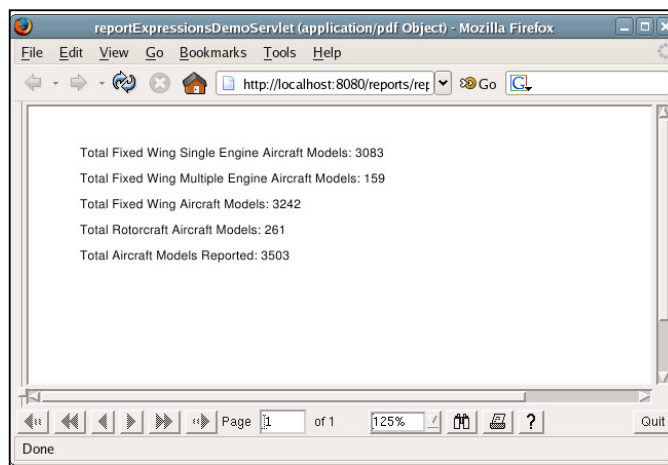 reportExpressionsDemoServlet (application/pdf Object) - Mozilla Firefox
File Edit View Go Bookmarks Tools Help
http://localhost:8080/reports/rep Go G
Total Fixed Wing Single Engine Aircraft Models: 3083
Total Fixed Wing Multiple Engine Aircraft Models: 159
Total Fixed Wing Aircraft Models: 3242
Total Rotorcraft Aircraft Models: 261
Total Aircraft Models Reported: 3503
Page 1 of 1 125% ? Quit
Done